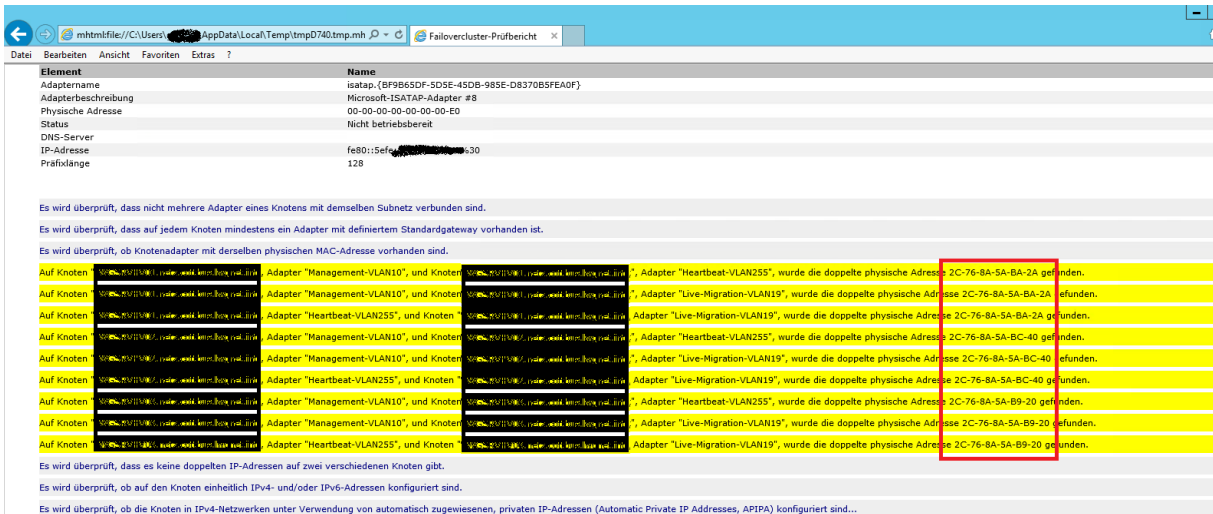 mhtml:file://C:\Users\ AppData\Local\Temp\tmpD740.tmp.mh
Failovercluster-Prüfbericht
Datei Bearbeiten Ansicht Favoriten Extras ?
Element Name
Adaptername isatap.{BF9B65DF-5D5E-45DB-985E-D8370B5FEA0F}
Adapterbeschreibung Microsoft-ISATAP-Adapter #8
Physische Adresse 00-00-00-00-00-00-00-E0
Status Nicht betriebsbereit
DNS-Server
IP-Adresse fe80::5efe %30
Präfixlänge 128
Es wird überprüft, dass nicht mehrere Adapter eines Knotens mit demselben Subnetz verbunden sind.
Es wird überprüft, dass auf jedem Knoten mindestens ein Adapter mit definiertem Standardgateway vorhanden ist.
Es wird überprüft, ob Knotenadapter mit derselben physischen MAC-Adresse vorhanden sind.
Auf Knoten " , Adapter "Management-VLAN10", und Knoten ", Adapter "Heartbeat-VLAN255", wurde die doppelte physische Adresse 2C-76-8A-5A-BA-2A gefunden.
Auf Knoten " , Adapter "Management-VLAN10", und Knoten ", Adapter "Live-Migration-VLAN19", wurde die doppelte physische Adresse 2C-76-8A-5A-BA-2A gefunden.
Auf Knoten " , Adapter "Heartbeat-VLAN255", und Knoten , Adapter "Live-Migration-VLAN19", wurde die doppelte physische Adresse 2C-76-8A-5A-BA-2A gefunden.
Auf Knoten " , Adapter "Management-VLAN10", und Knoten ", Adapter "Heartbeat-VLAN255", wurde die doppelte physische Adresse 2C-76-8A-5A-BC-40 gefunden.
Auf Knoten " , Adapter "Management-VLAN10", und Knoten ", Adapter "Live-Migration-VLAN19", wurde die doppelte physische Adresse 2C-76-8A-5A-BC-40 gefunden.
Auf Knoten " , Adapter "Heartbeat-VLAN255", und Knoten " , Adapter "Live-Migration-VLAN19", wurde die doppelte physische Adresse 2C-76-8A-5A-BC-40 gefunden.
Auf Knoten " , Adapter "Management-VLAN10", und Knoten " ", Adapter "Heartbeat-VLAN255", wurde die doppelte physische Adresse 2C-76-8A-5A-B9-20 gefunden.
Auf Knoten " , Adapter "Management-VLAN10", und Knoten " ", Adapter "Live-Migration-VLAN19", wurde die doppelte physische Adresse 2C-76-8A-5A-B9-20 gefunden.
Auf Knoten " , Adapter "Heartbeat-VLAN255", und Knoten " , Adapter "Live-Migration-VLAN19", wurde die doppelte physische Adresse 2C-76-8A-5A-B9-20 gefunden.
Es wird überprüft, dass es keine doppelten IP-Adressen auf zwei verschiedenen Knoten gibt.
Es wird überprüft, ob auf den Knoten einheitlich IPv4- und/oder IPv6-Adressen konfiguriert sind.
Es wird überprüft, ob die Knoten in IPv4-Netzwerken unter Verwendung von automatisch zugewiesenen, privaten IP-Adressen (Automatic Private IP Addresses, APIPA) konfiguriert sind...